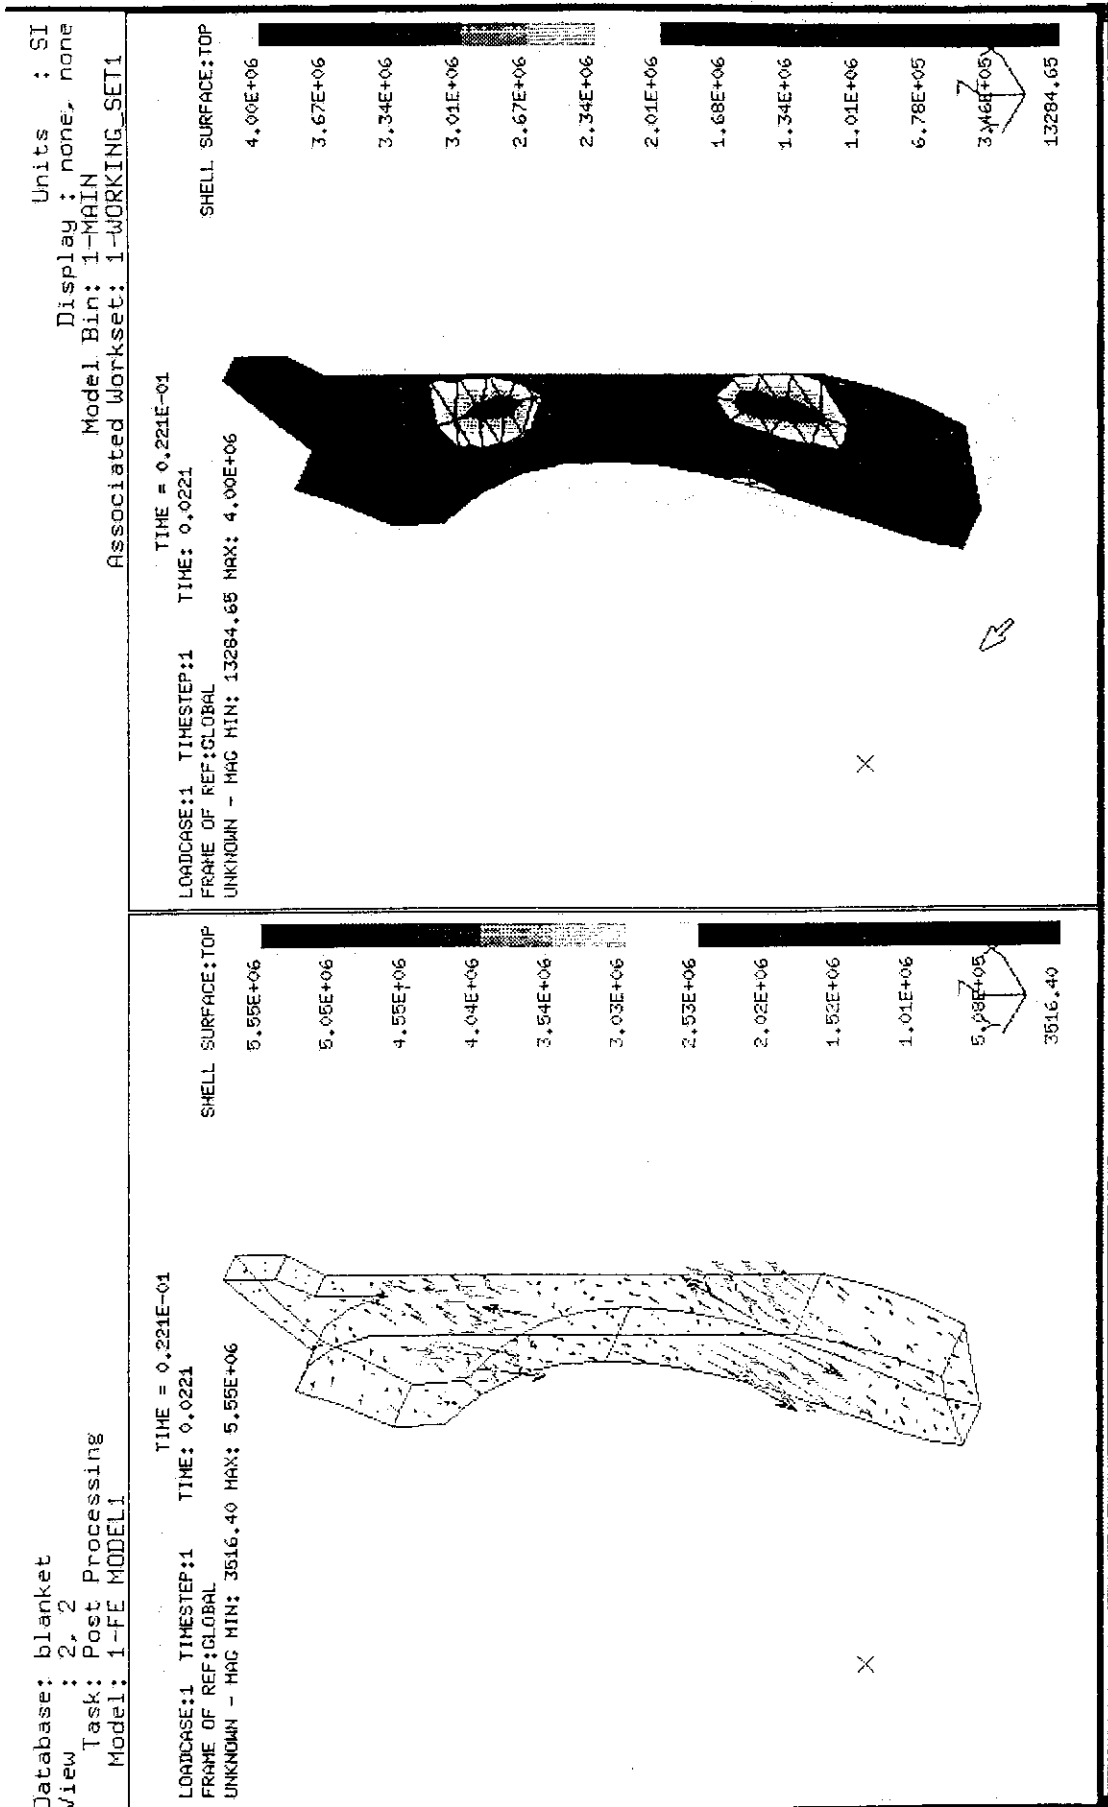 Database: blanket
View : 2, 2
Task: Post Processing
Model: 1-FE MODEL1
Units : SI
Display : none, none
Model Bin: 1-MAIN
Associated Workset: 1-WORKING_SET1
TIME = 0.221E-01
LOADCASE:1 TIMESTEP:1 TIME: 0.0221
FRAME OF REF:GLOBAL
UNKNOWN - MAG MIN: 3516.40 MAX: 5.55E+06
SHELL SURFACE:TOP
5.55E+06
5.05E+06
4.55E+06
4.04E+06
3.54E+06
3.03E+06
2.53E+06
2.02E+06
1.52E+06
1.01E+06
5.08E+05
3516.40
X
TIME = 0.221E-01
LOADCASE:1 TIMESTEP:1 TIME: 0.0221
FRAME OF REF:GLOBAL
UNKNOWN - MAG MIN: 13284.65 MAX: 4.00E+06
SHELL SURFACE:TOP
4.00E+06
3.67E+06
3.34E+06
3.01E+06
2.67E+06
2.34E+06
2.01E+06
1.68E+06
1.34E+06
1.01E+06
6.78E+05
3.46E+05
13284.65
X